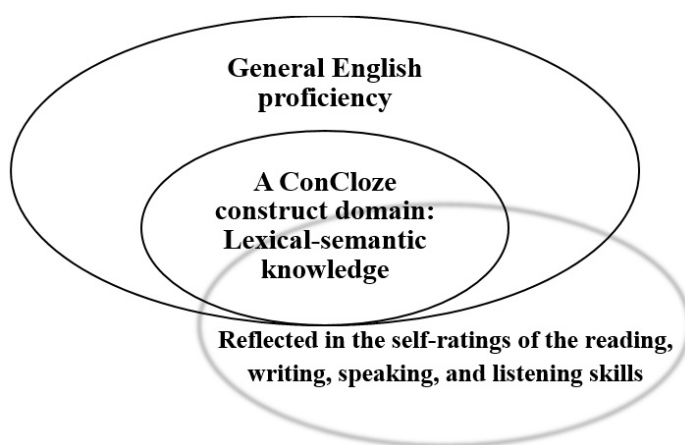 General English
proficiency
A ConCloze
construct domain:
Lexical-semantic
knowledge
Reflected in the self-ratings of the reading,
writing, speaking, and listening skills